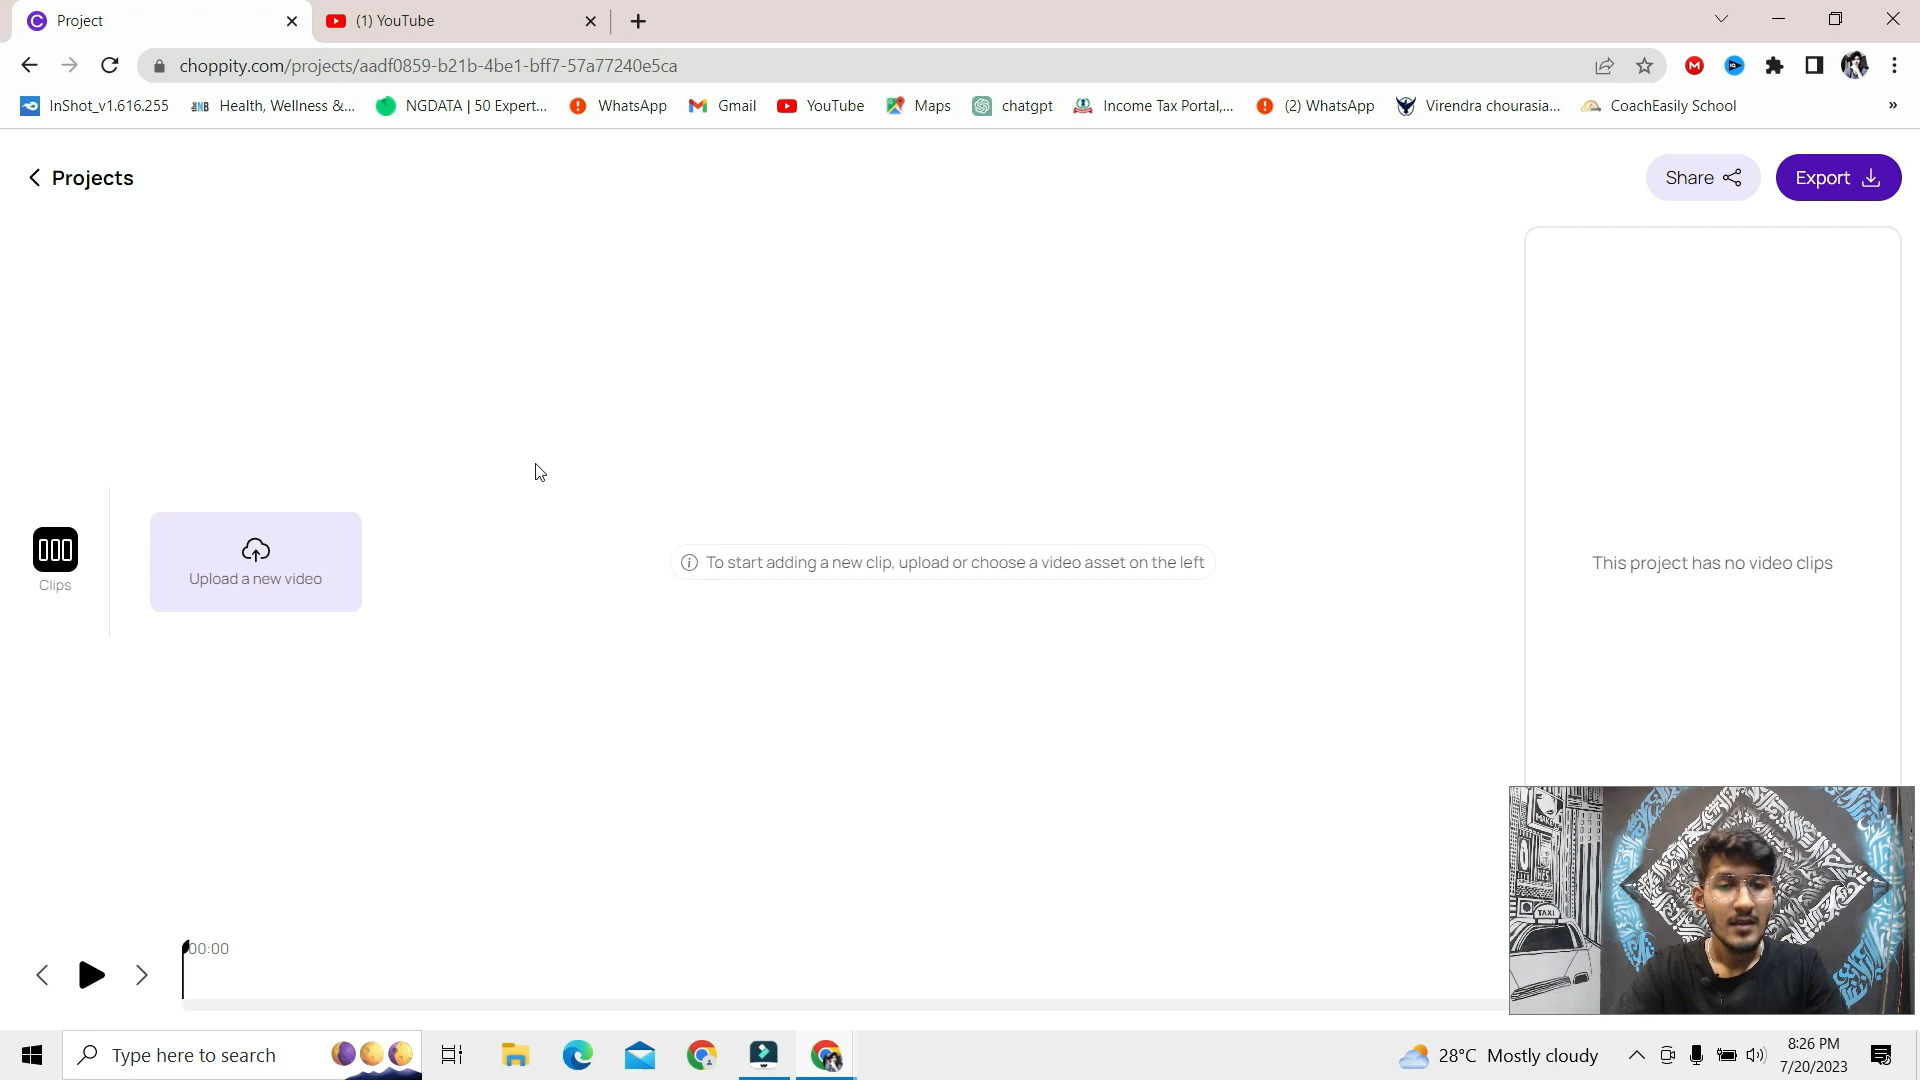 Project
(1) YouTube
choppity.com/projects/aadf0859-b21b-4be1-bff7-57a77240e5ca
InShot_v1.616.255
Health, Wellness &...
NGDATA | 50 Expert...
WhatsApp
Gmail
YouTube
Maps
chatgpt
Income Tax Portal,...
(2) WhatsApp
Virendra chourasia...
CoachEasily School
»
Projects
Share
Export
Clips
Upload a new video
To start adding a new clip, upload or choose a video asset on the left
This project has no video clips
TAXI
00:00
Type here to search
28°C Mostly cloudy
8:26 PM
7/20/2023